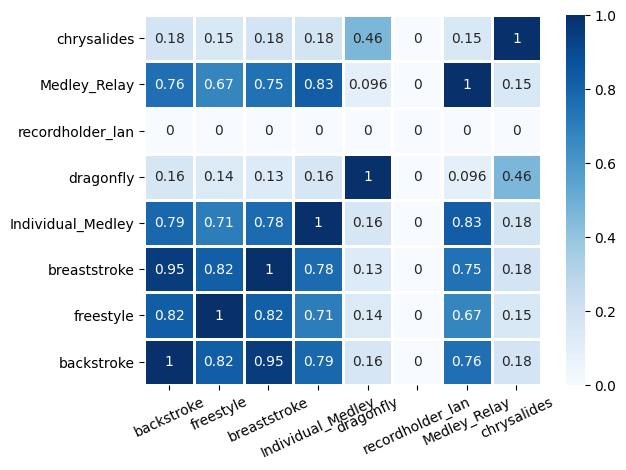 chrysalides 0.18 0.15 0.18 0.18 0.46 0 0.15 1
Medley_Relay 0.76 0.67 0.75 0.83 0.096 0 1 0.15
recordholder_lan 0 0 0 0 0 0 0 0
dragonfly 0.16 0.14 0.13 0.16 1 0 0.096 0.46
Individual_Medley 0.79 0.71 0.78 1 0.16 0 0.83 0.18
breaststroke 0.95 0.82 1 0.78 0.13 0 0.75 0.18
freestyle 0.82 1 0.82 0.71 0.14 0 0.67 0.15
backstroke 1 0.82 0.95 0.79 0.16 0 0.76 0.18
backstroke freestyle breaststroke Individual_Medley dragonfly recordholder_lan Medley_Relay chrysalides
1.0
0.8
0.6
0.4
0.2
0.0